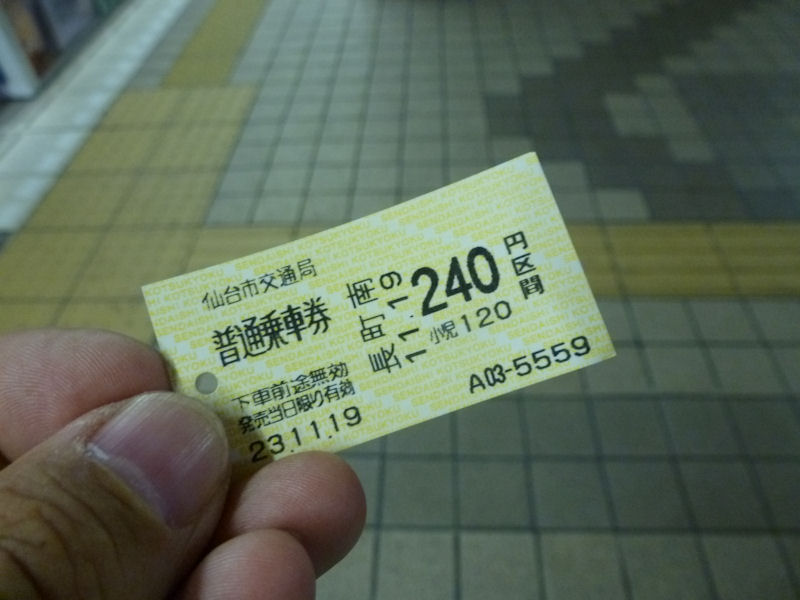 仙台市交通局
普通乗車券
下車前途無効
発売当日限り有効
23.11.19
長町南
11.19
240円区間
小児120
A03-5559